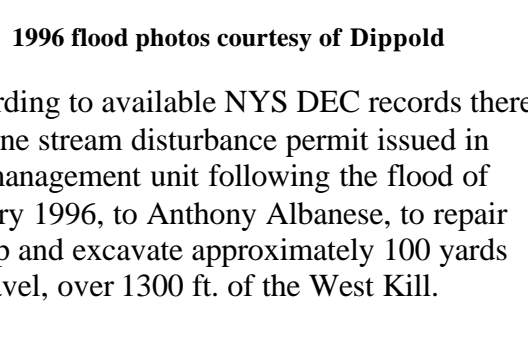 1996 flood photos courtesy of Dippold
rding to available NYS DEC records there
ne stream disturbance permit issued in
nanagement unit following the flood of
ry 1996, to Anthony Albanese, to repair
p and excavate approximately 100 yards
avel, over 1300 ft. of the West Kill.